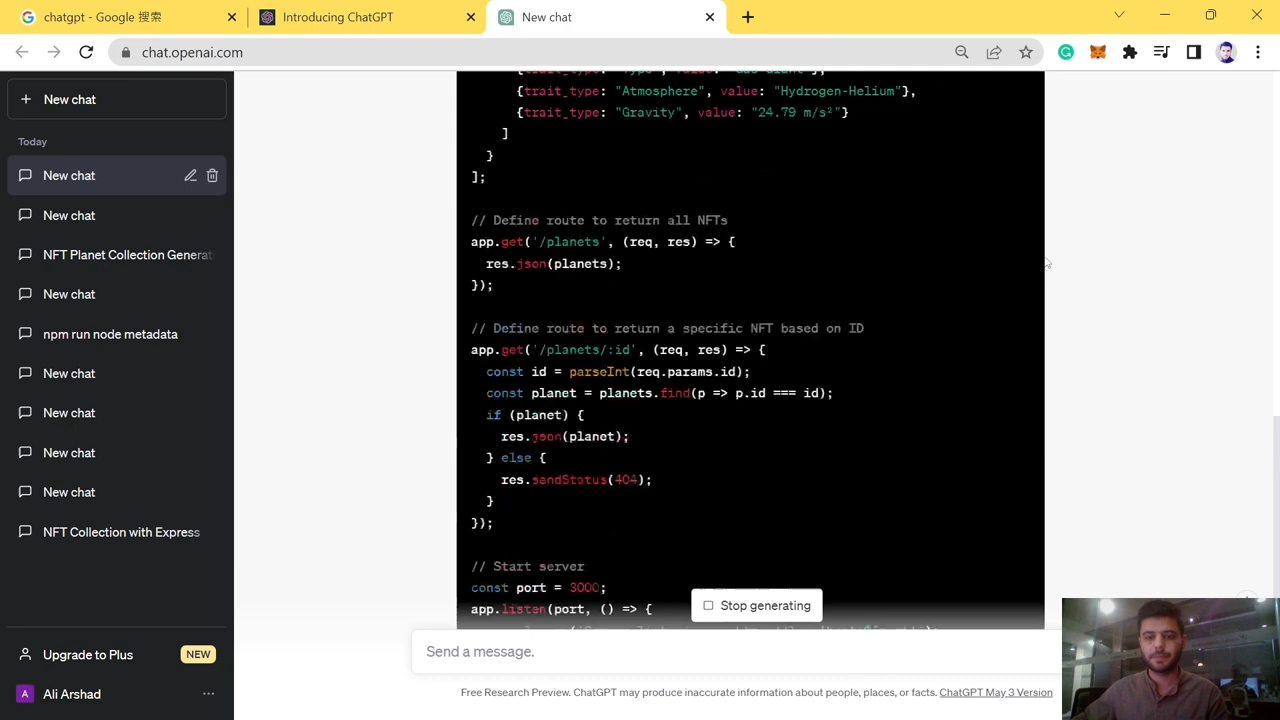 chatgpt - Google 搜索
Introducing ChatGPT
New chat
chat.openai.com
New chat
Today
New chat
New chat
NFT Planet Collection Generat
New chat
npm run node metadata
New chat
New chat
New chat
New chat
NFT Collection with Express
Upgrade to Plus NEW
A Ali Arshad
{trait_type: "Type", value: "Gas Giant"},
{trait_type: "Atmosphere", value: "Hydrogen-Helium"},
{trait_type: "Gravity", value: "24.79 m/s²"}
]
}
];
// Define route to return all NFTs
app.get('/planets', (req, res) => {
res.json(planets);
});
// Define route to return a specific NFT based on ID
app.get('/planets/:id', (req, res) => {
const id = parseInt(req.params.id);
const planet = planets.find(p => p.id === id);
if (planet) {
res.json(planet);
} else {
res.sendStatus(404);
}
});
// Start server
const port = 3000;
app.listen(port, () => {
Stop generating
Send a message.
Free Research Preview. ChatGPT may produce inaccurate information about people, places, or facts. ChatGPT May 3 Version